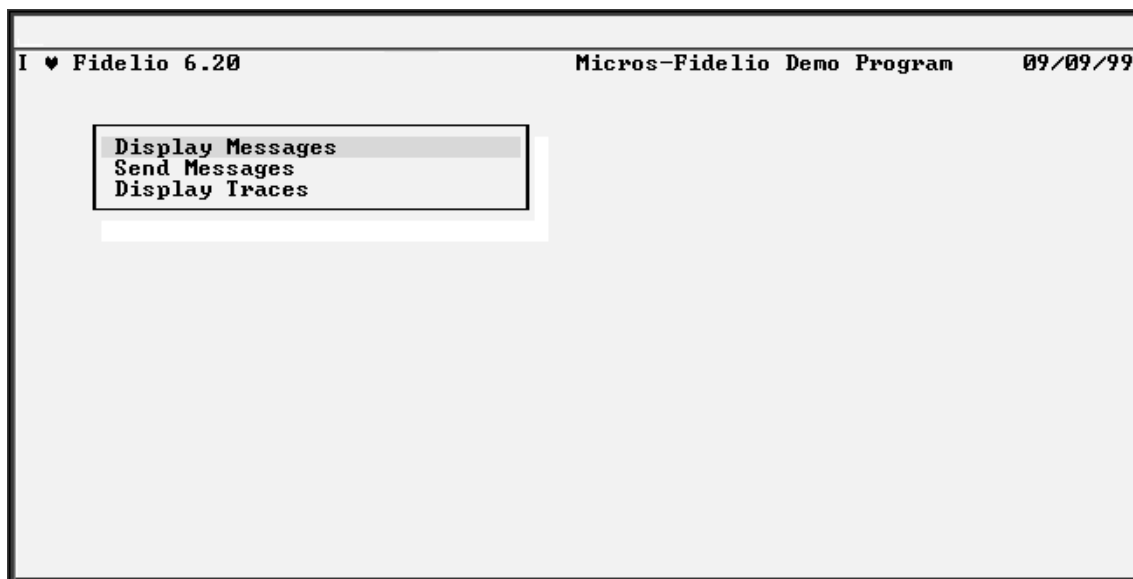 I ♥ Fidelio 6.20 Micros-Fidelio Demo Program 09/09/99
Display Messages
Send Messages
Display Traces